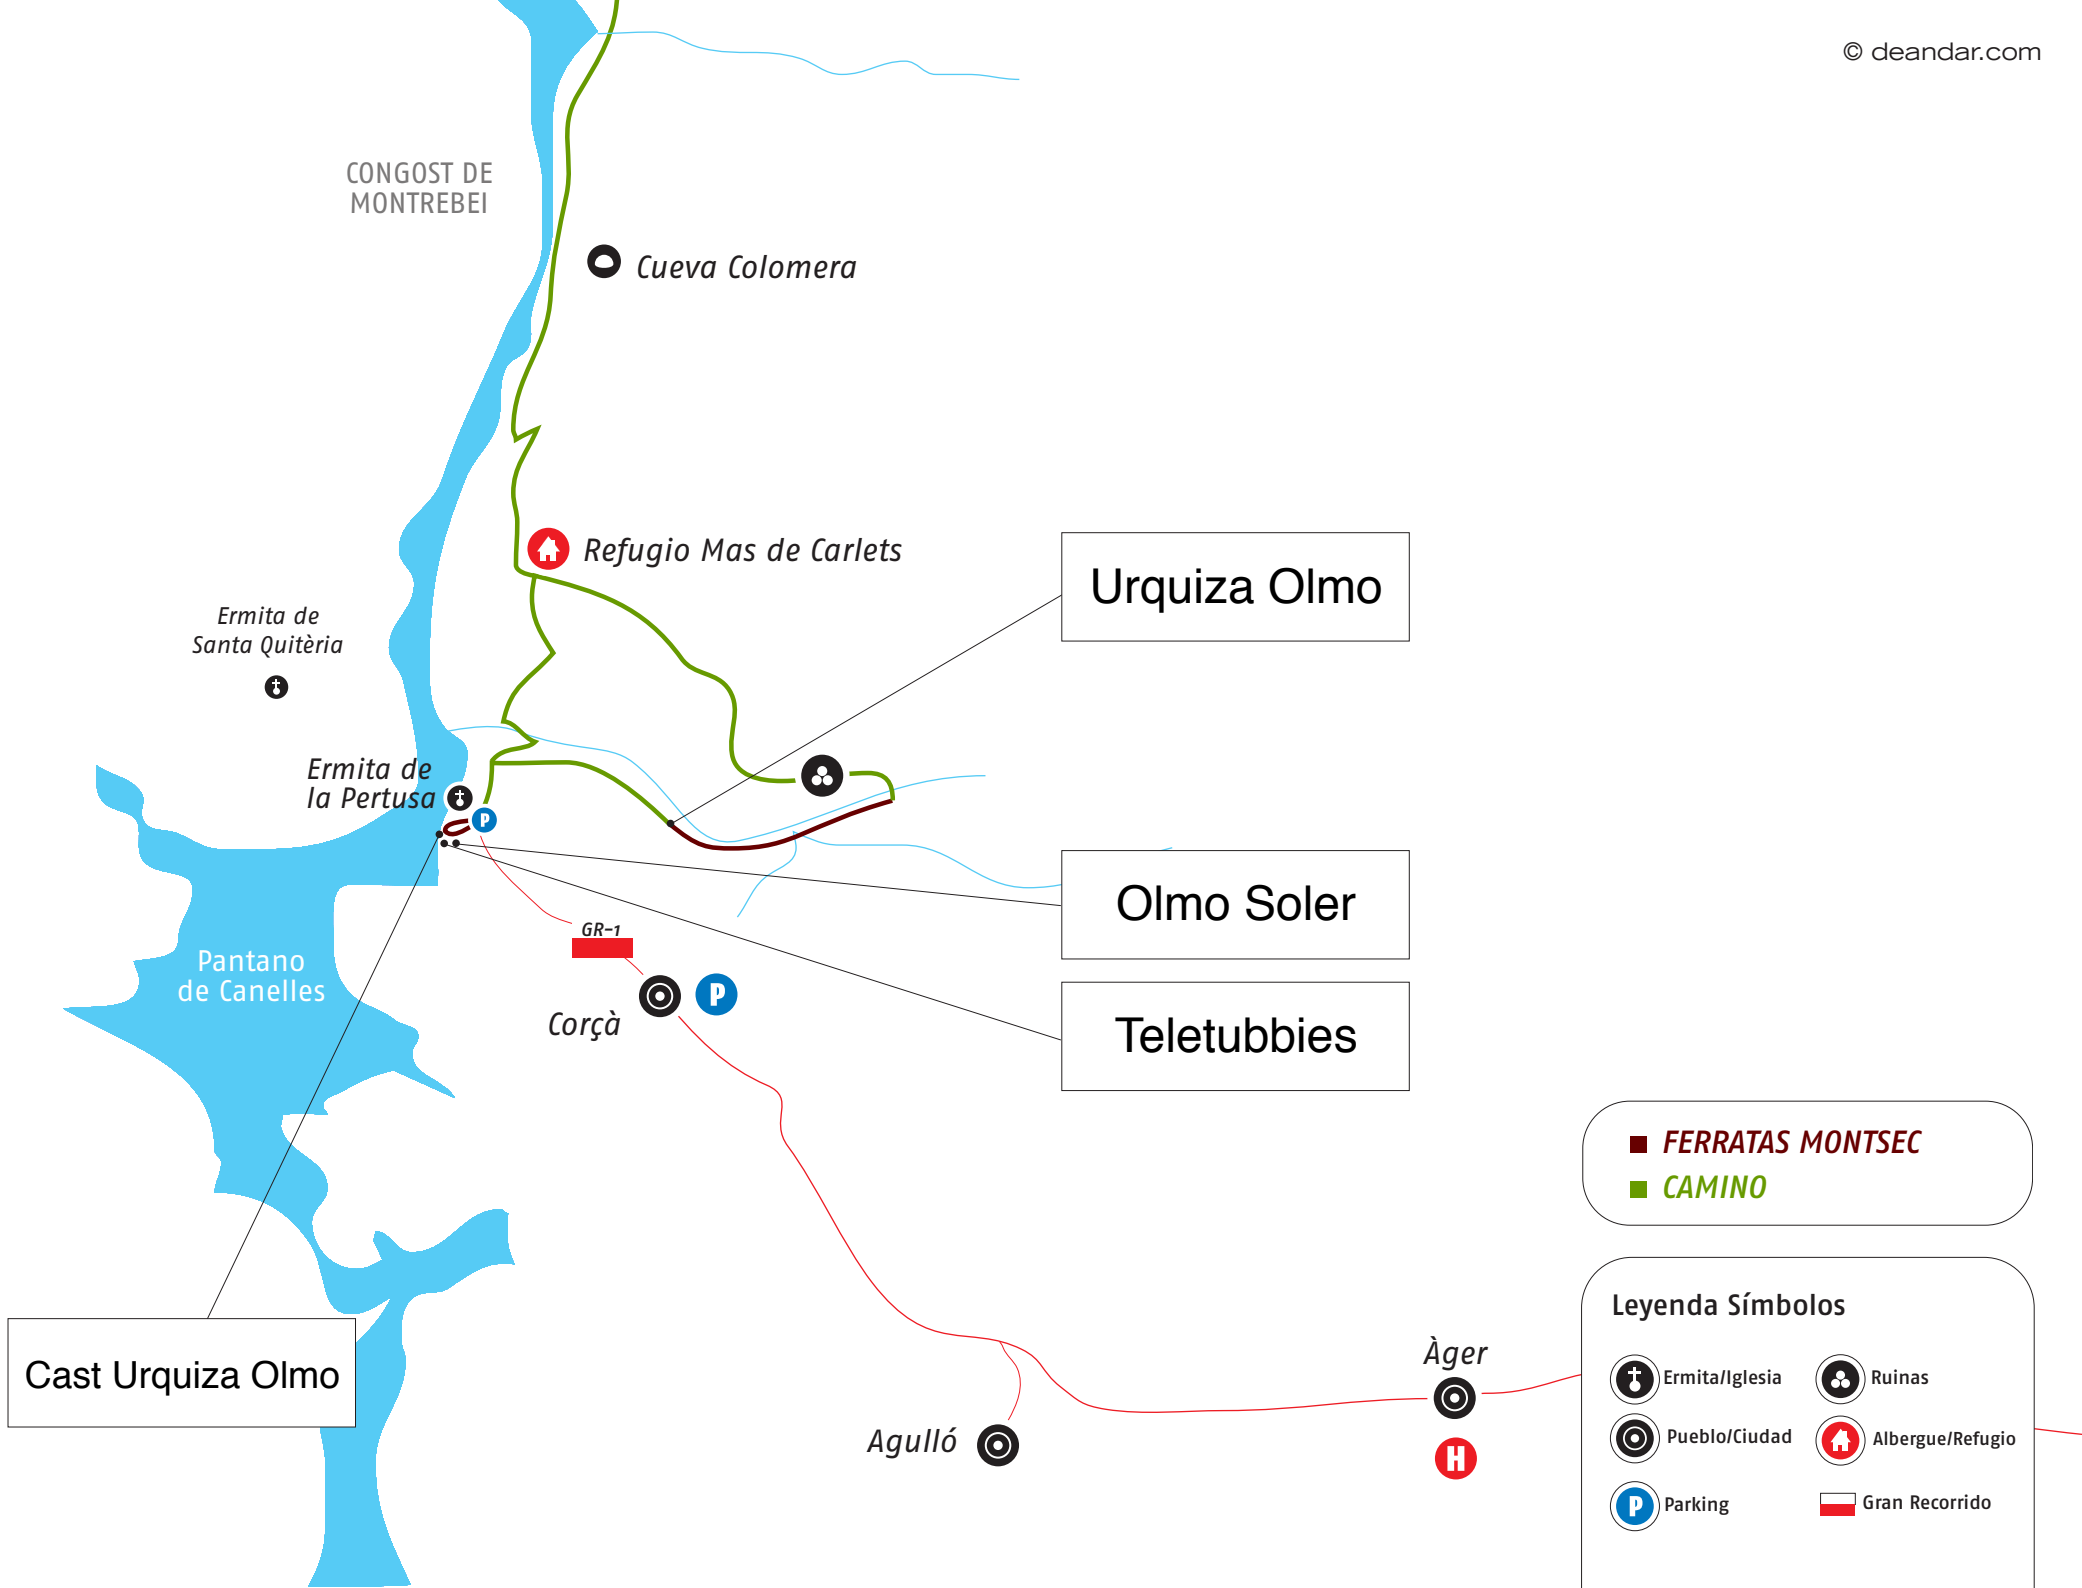 © deandar.com
CONGOST DE
MONTREBEI
Cueva Colomera
Refugio Mas de Carlets
Urquiza Olmo
Ermita de
Santa Quitèria
Ermita de
la Pertusa
P
Olmo Soler
GR-1
Pantano
de Canelles
P
Corçà
Teletubbies
FERRATAS MONTSEC
CAMINO
Cast Urquiza Olmo
Àger
Agulló
H
Leyenda Símbolos
Ermita/Iglesia
Ruinas
Pueblo/Ciudad
Albergue/Refugio
P
Parking
Gran Recorrido